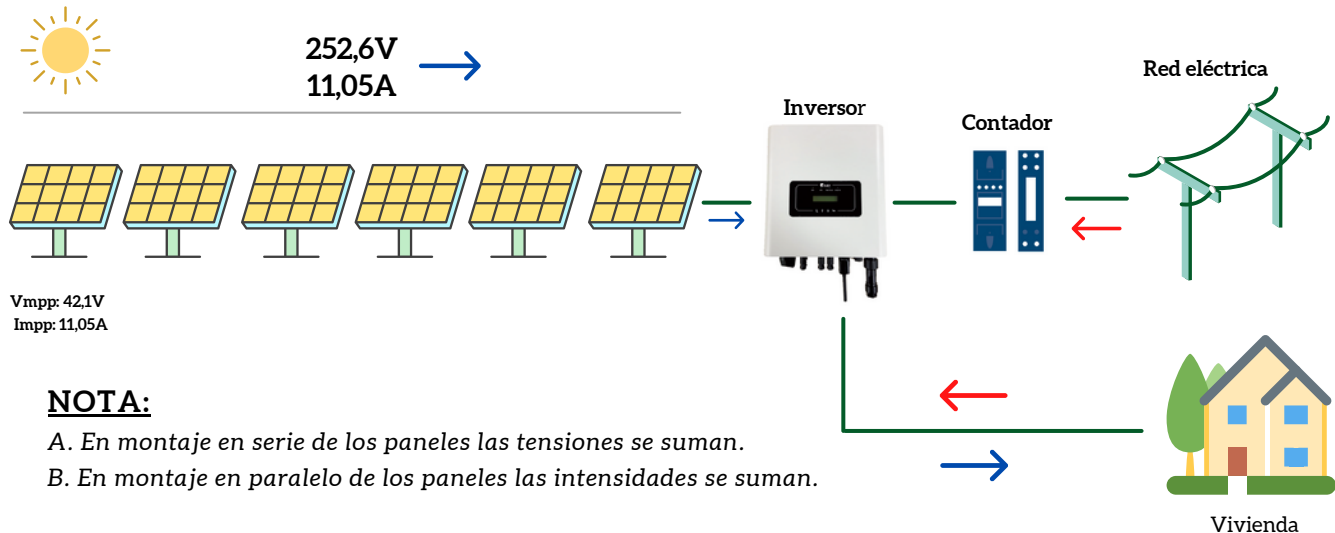 252,6V
11,05A
Red eléctrica
Inversor
Contador
Vmpp: 42,1V
Impp: 11,05A
NOTA:
A. En montaje en serie de los paneles las tensiones se suman.
B. En montaje en paralelo de los paneles las intensidades se suman.
Vivienda